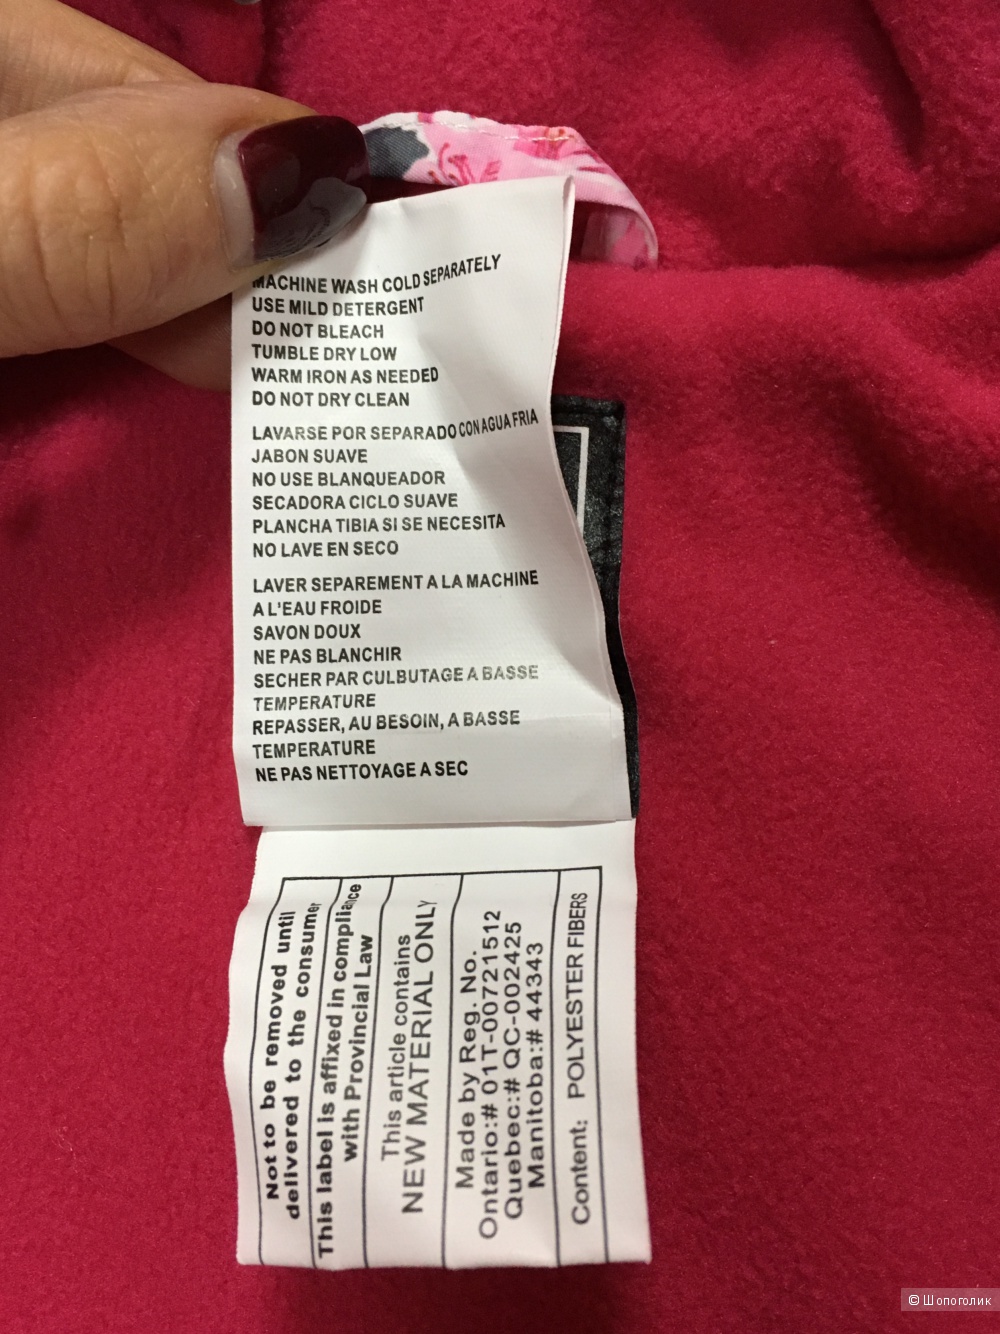 MACHINE WASH COLD SEPARATELY
USE MILD DETERGENT
DO NOT BLEACH
TUMBLE DRY LOW
WARM IRON AS NEEDED
DO NOT DRY CLEAN
LAVARSE POR SEPARADO CON AGUA FRIA
JABON SUAVE
NO USE BLANQUEADOR
SECADORA CICLO SUAVE
PLANCHA TIBIA SI SE NECESITA
NO LAVE EN SECO
LAVER SEPAREMENT A LA MACHINE
A L'EAU FROIDE
SAVON DOUX
NE PAS BLANCHIR
SECHER PAR CULBUTAGE A BASSE
TEMPERATURE
REPASSER, AU BESOIN, A BASSE
TEMPERATURE
NE PAS NETTOYAGE A SEC
Not to be removed until
delivered to the consumer
This label is affixed in compliance
with Provincial Law
This article contains
NEW MATERIAL ONLY
Made by Reg. No.
Ontario:# 01T-00721512
Quebec:# QC-002425
Manitoba:# 44343
Content: POLYESTER FIBERS
© Шопоголик